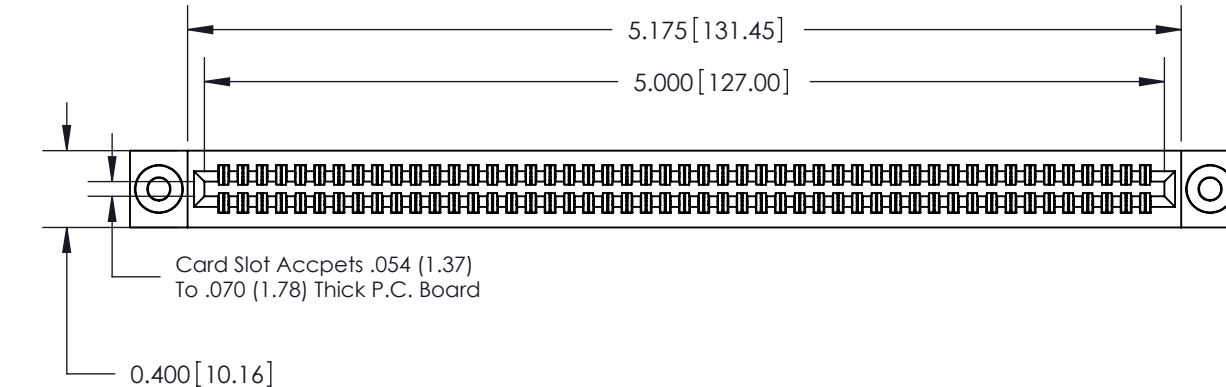 5.175[131.45]
5.000[127.00]
Card Slot Accpets .054 (1.37)
To .070 (1.78) Thick P.C. Board
0.400[10.16]